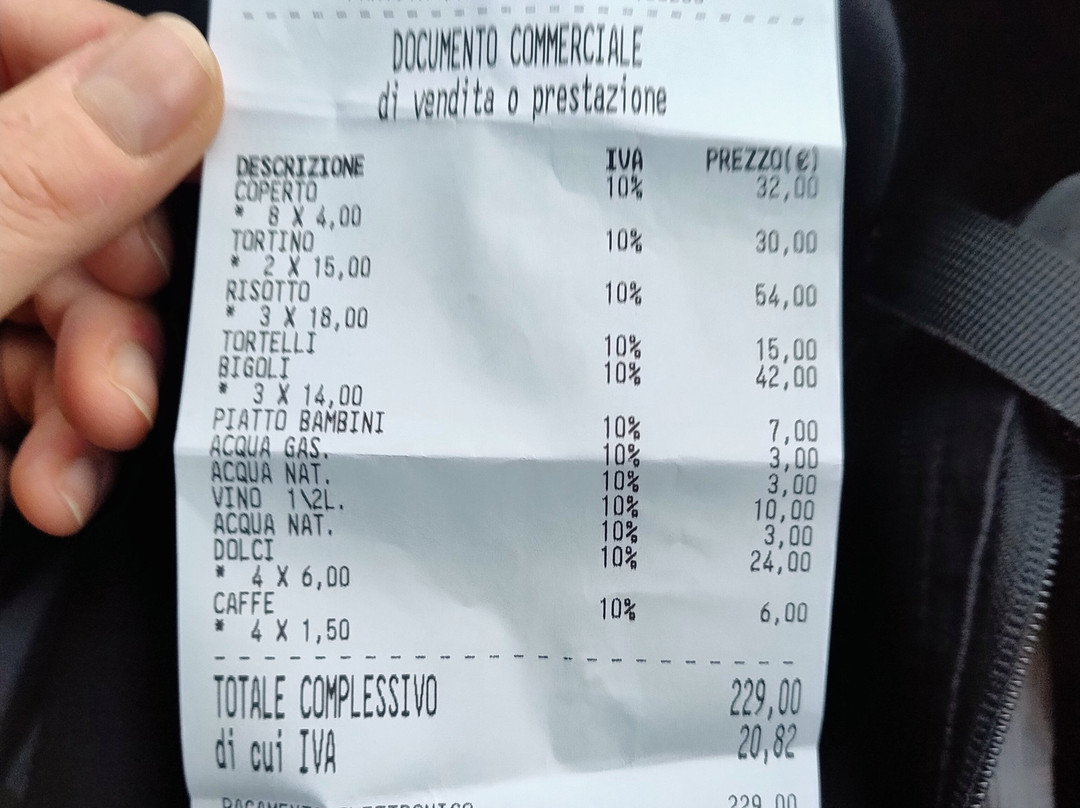 DOCUMENTO COMMERCIALE
di vendita o prestazione
DESCRIZIONE IVA PREZZO(€)
COPERTO 10% 32,00
* 8 X 4,00
TORTINO 10% 30,00
* 2 X 15,00
RISOTTO 10% 54,00
* 3 X 18,00
TORTELLI 10% 15,00
BIGOLI 10% 42,00
* 3 X 14,00
PIATTO BAMBINI 10% 7,00
ACQUA GAS. 10% 3,00
ACQUA NAT. 10% 3,00
VINO 1\2L. 10% 10,00
ACQUA NAT. 10% 3,00
DOLCI 10% 24,00
* 4 X 6,00
CAFFE 10% 6,00
* 4 X 1,50
TOTALE COMPLESSIVO 229,00
di cui IVA 20,82
PAGAMENTO ELETTRONICO 229,00